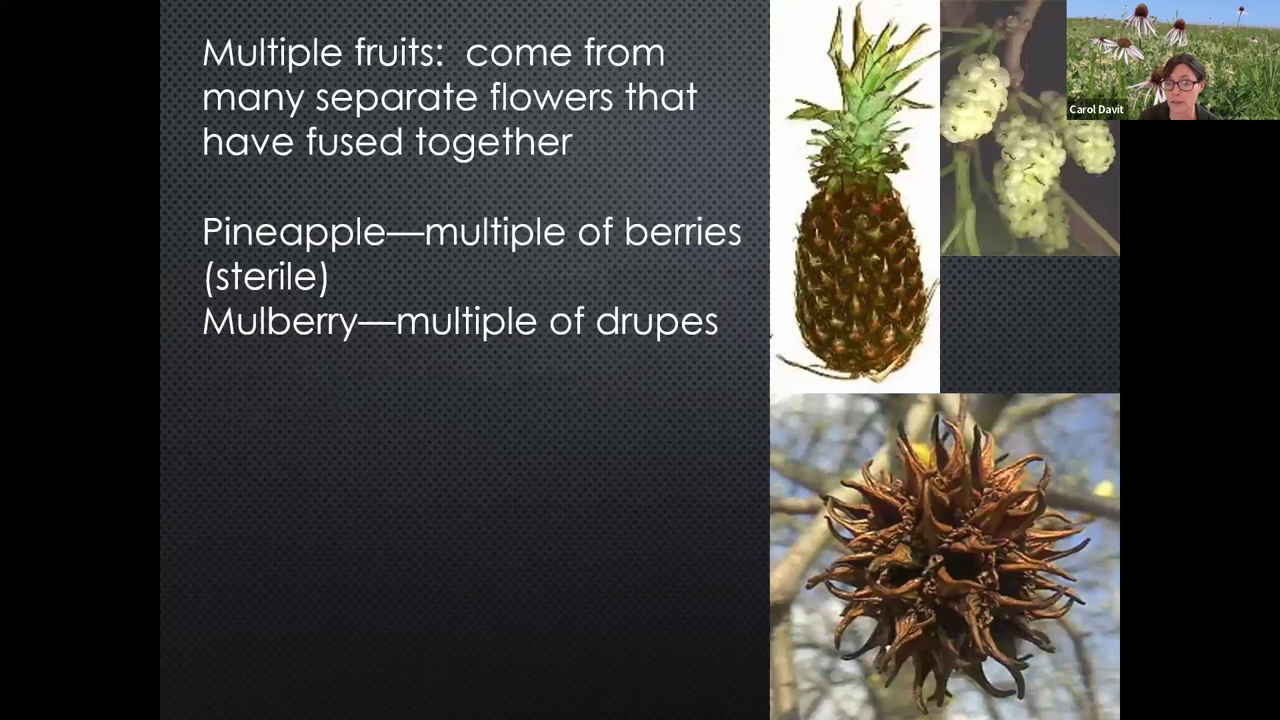 Multiple fruits: come from
many separate flowers that
have fused together
Pineapple—multiple of berries
(sterile)
Mulberry—multiple of drupes
Carol Davit